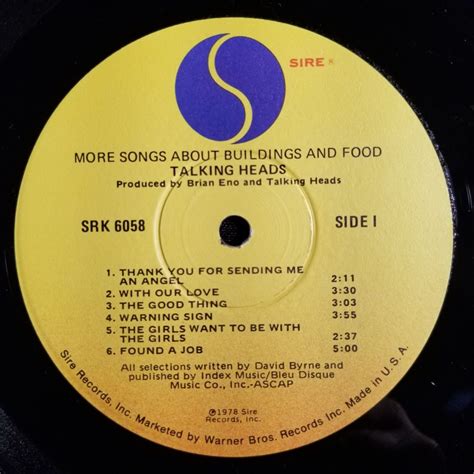 SIRE ®
MORE SONGS ABOUT BUILDINGS AND FOOD
TALKING HEADS
Produced by Brian Eno and Talking Heads
SRK 6058
SIDE 1
1. THANK YOU FOR SENDING ME
AN ANGEL 2:11
2. WITH OUR LOVE 3:30
3. THE GOOD THING 3:03
4. WARNING SIGN 3:55
5. THE GIRLS WANT TO BE WITH
THE GIRLS 2:37
6. FOUND A JOB 5:00
All selections written by David Byrne and
published by Index Music/Bleu Disque
Music Co., Inc.-ASCAP
℗1978 Sire
Records, Inc.
Sire Records, Inc. Marketed by Warner Bros. Records Inc. Made in U.S.A.